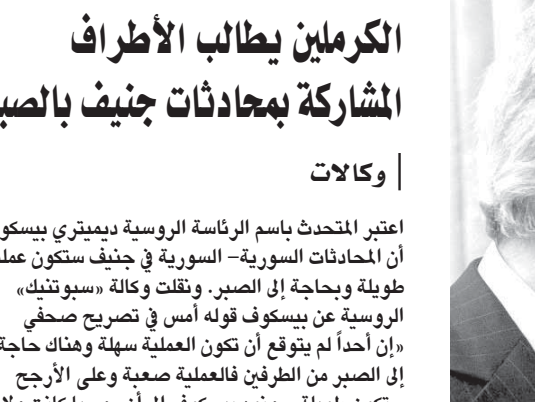 الكرملين يطالب الأطراف
المشاركة بمحادثات جنيف بالصب
| وكالات
اعتبر المتحدث باسم الرئاسة الروسية ديميتري بيسكو
أن المحادثات السورية– السورية في جنيف ستكون عمل
طويلة وبحاجة إلى الصبر. ونقلت وكالة «سبوتنيك»
الروسية عن بيسكوف قوله أمس في تصريح صحفي
«إن أحداً لم يتوقع أن تكون العملية سهلة وهناك حاجة
إلى الصبر من الطرفين فالعملية صعبة وعلى الأرجح